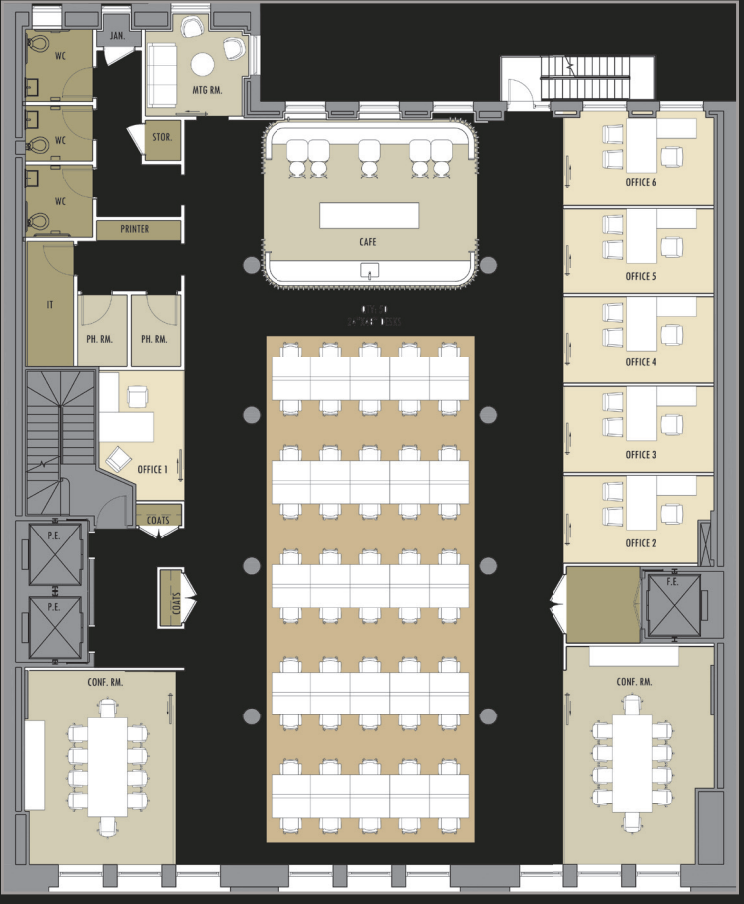 JAN.
WC
MTG RM.
STOR.
WC
OFFICE 6
WC
PRINTER
CAFE
OFFICE 5
IT
PH. RM.
PH. RM.
OFFICE 4
OFFICE 3
OFFICE 1
COATS
P.E.
OFFICE 2
F.E.
COATS
P.E.
CONF. RM.
CONF. RM.